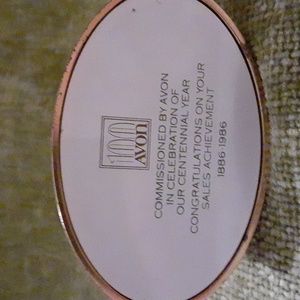 100
AVON
COMMISSIONED BY AVON
IN CELEBRATION OF
OUR CENTENNIAL YEAR
CONGRATULATIONS ON YOUR
SALES ACHIEVEMENT
1886-1986